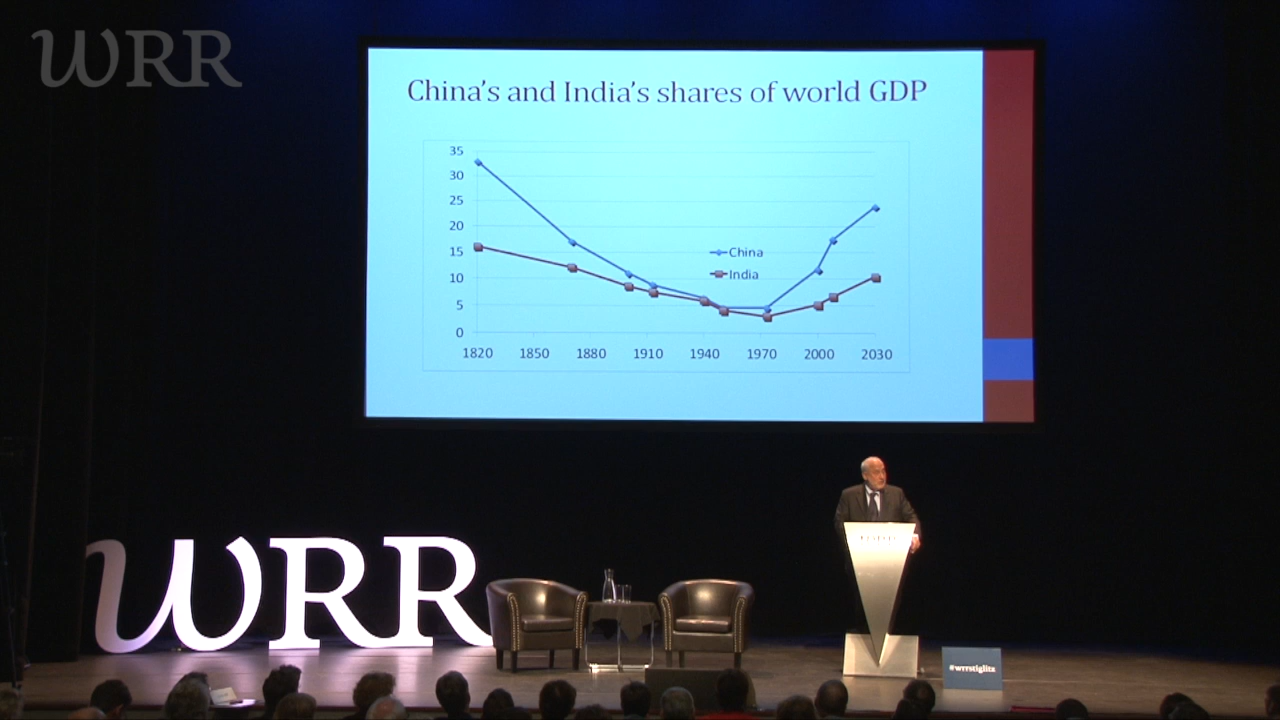 WRR
China's and India's shares of world GDP
35
30
25
20
15
10
5
0
China
India
1820 1850 1880 1910 1940 1970 2000 2030
WRR
#wrrstiglitz